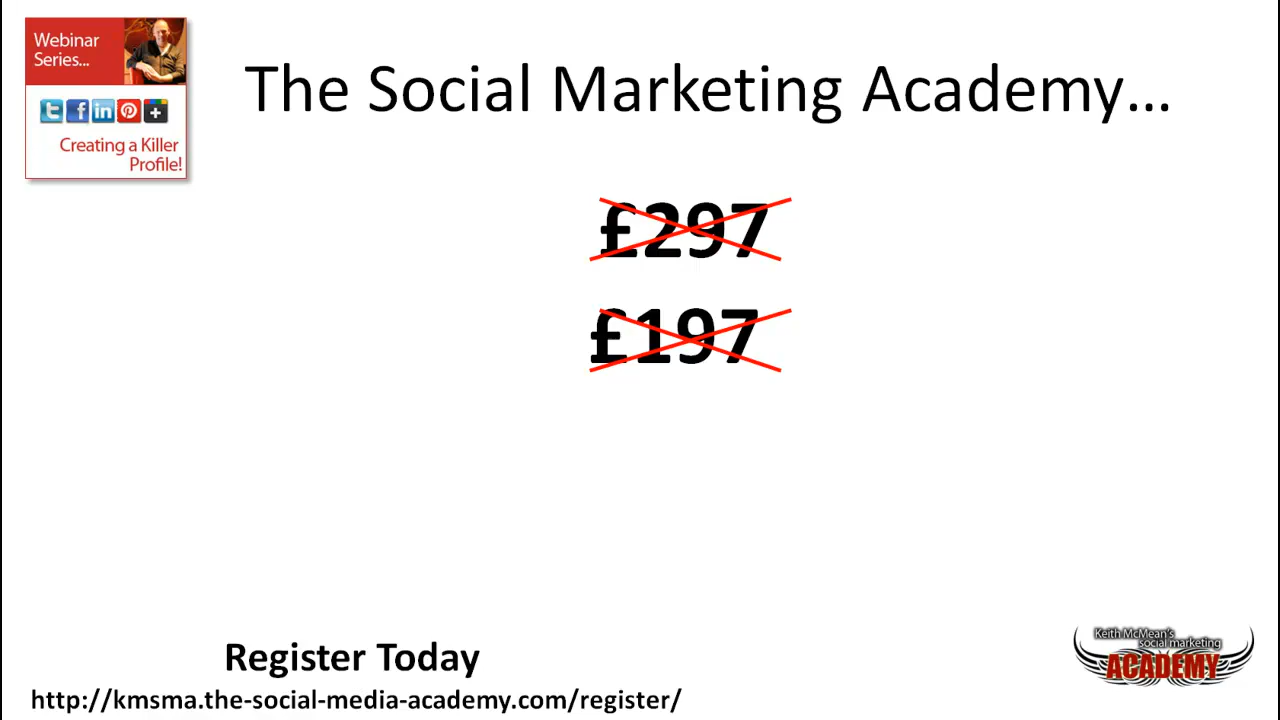 Webinar
Series...
Creating a Killer
Profile!
The Social Marketing Academy...
£297
£197
Register Today
http://kmsma.the-social-media-academy.com/register/
Keith McMean's
social marketing
ACADEMY